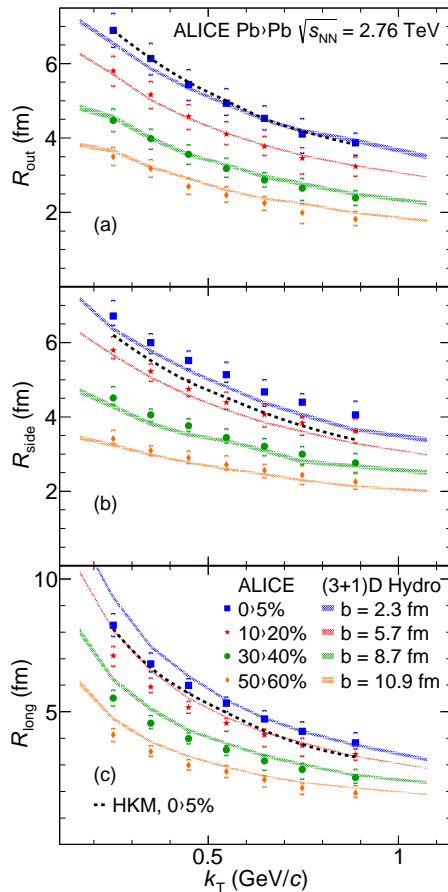 ALICE Pb›Pb √sNN = 2.76 TeV
6
4
2
Rout (fm)
(a)
6
4
2
Rside (fm)
(b)
10
5
Rlong (fm)
ALICE (3+1)D Hydro
0›5% b = 2.3 fm
10›20% b = 5.7 fm
30›40% b = 8.7 fm
50›60% b = 10.9 fm
(c)
HKM, 0›5%
0.5 1
kT (GeV/c)